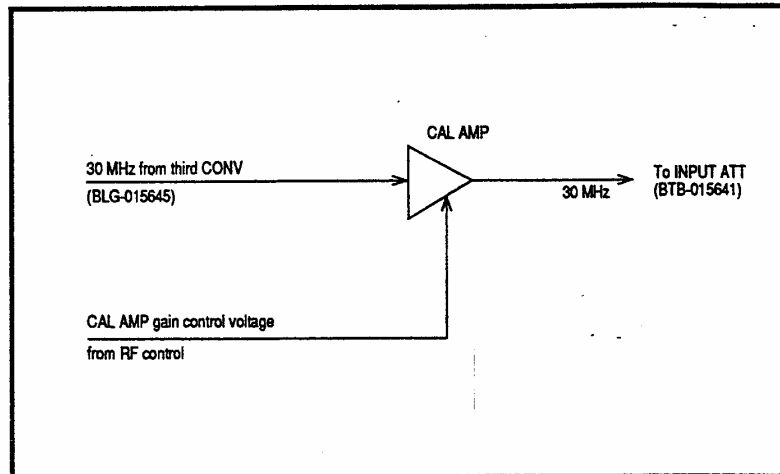 CAL AMP
30 MHz from third CONV
(BLG-015645)
30 MHz
To INPUT ATT
(BTB-015641)
CAL AMP gain control voltage
from RF control